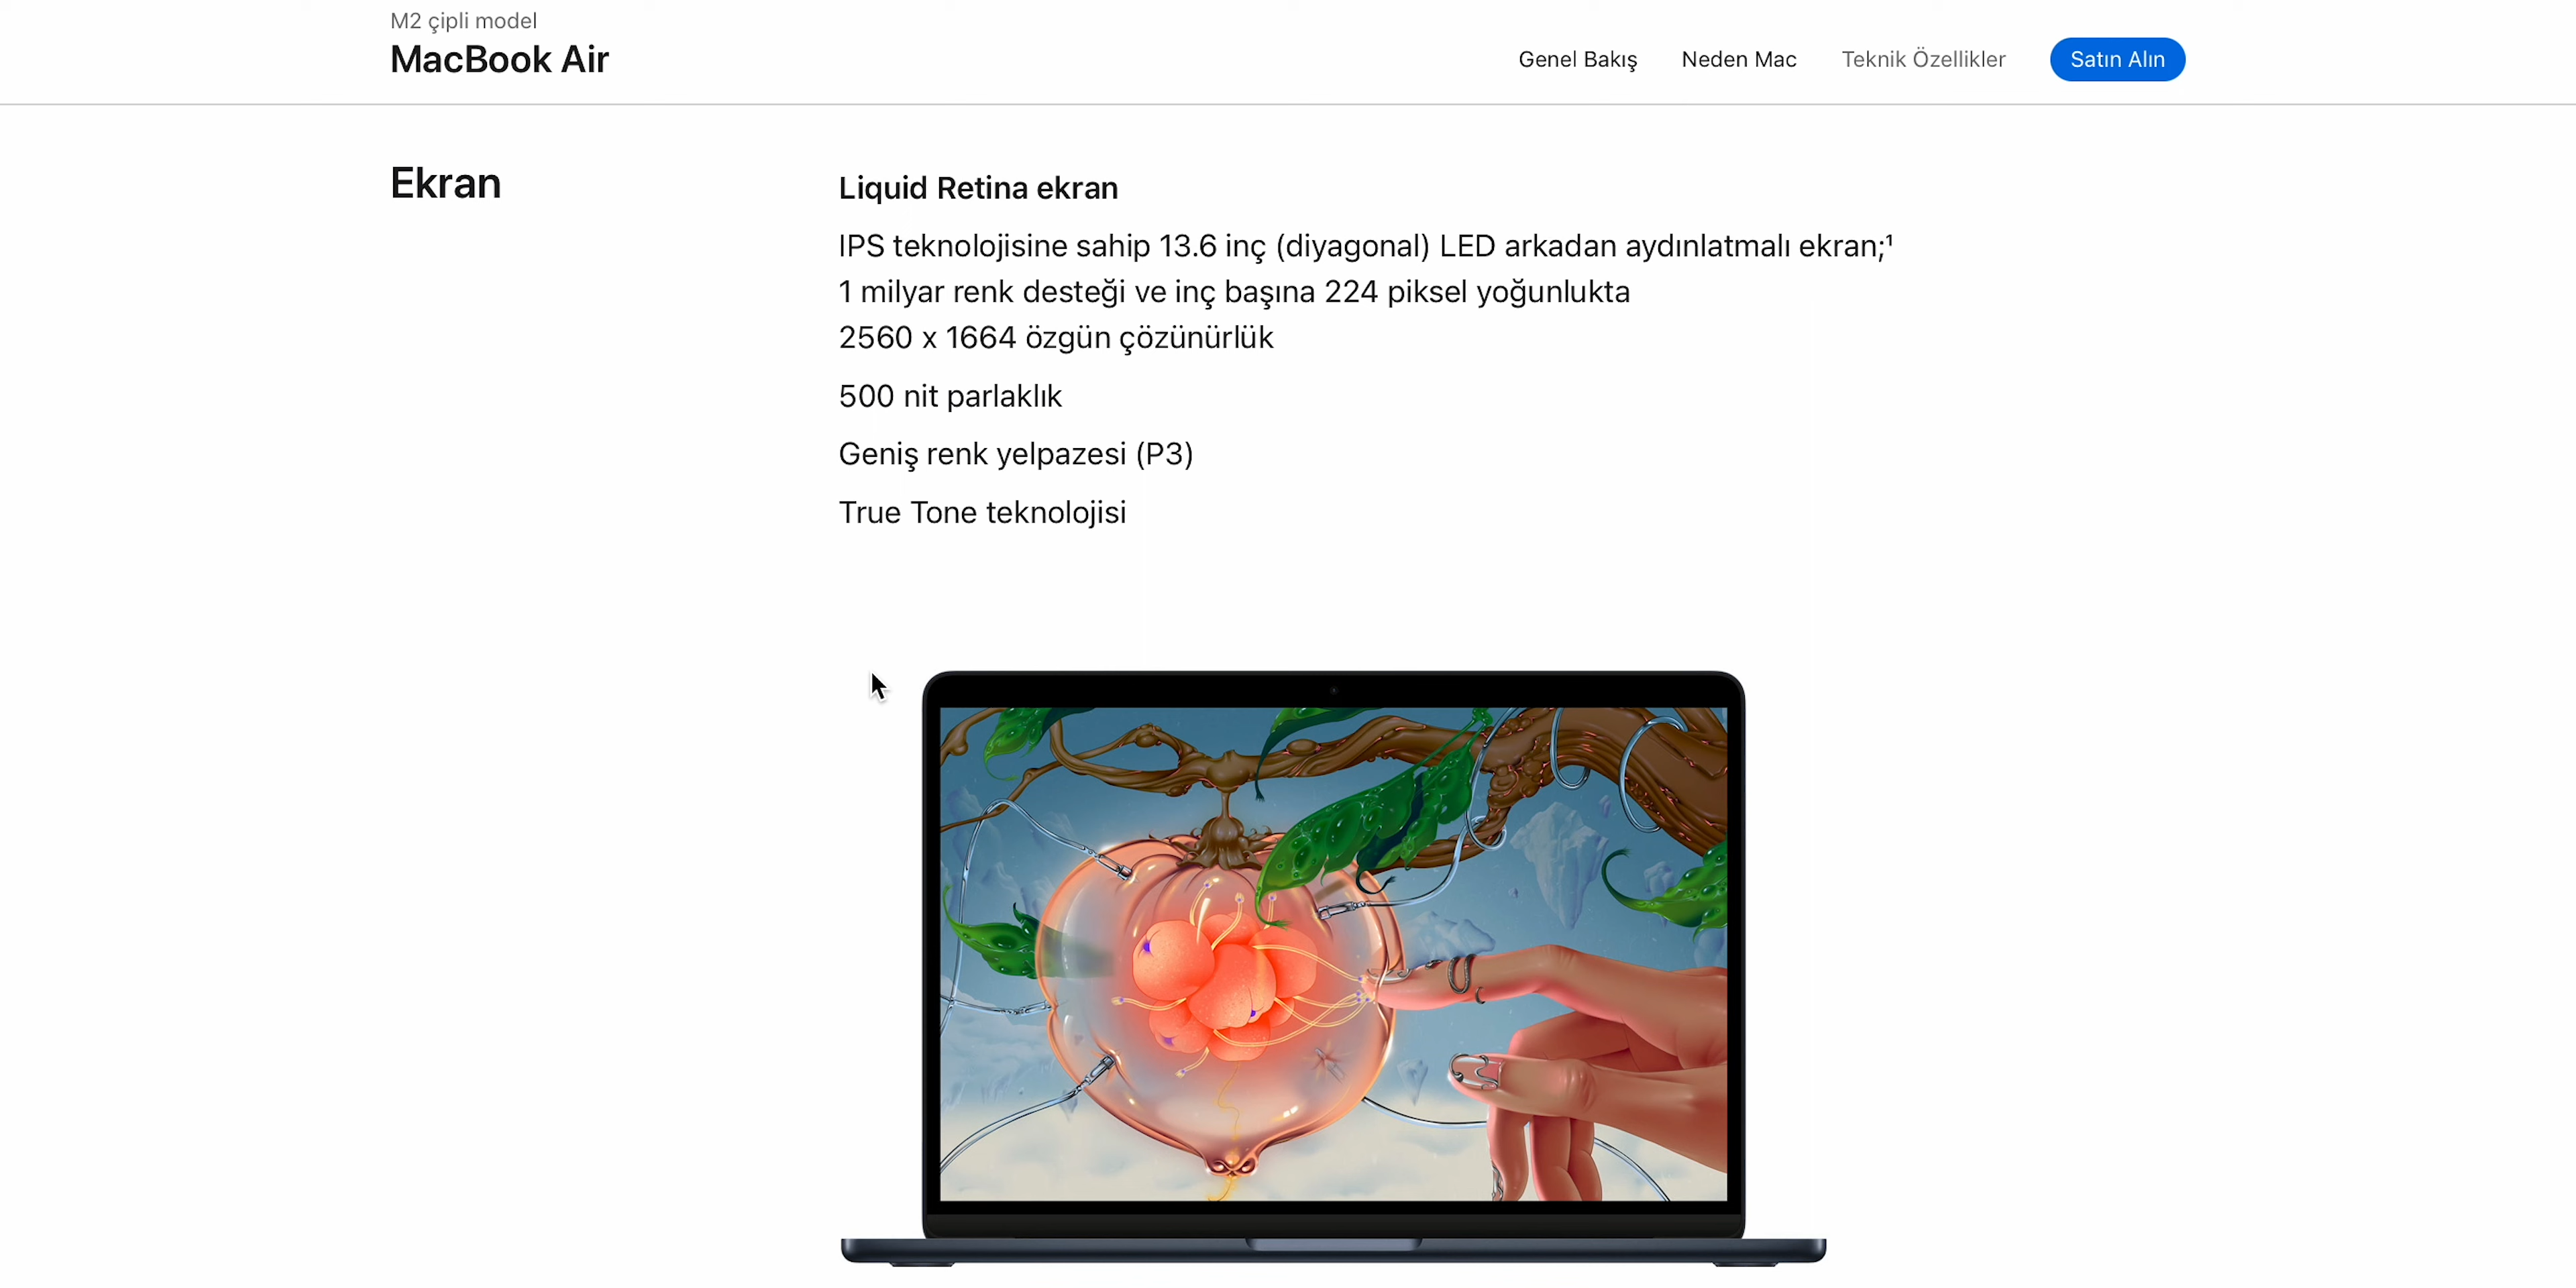 M2 çipli model
MacBook Air
Genel Bakış
Neden Mac
Teknik Özellikler
Satın Alın
Ekran
Liquid Retina ekran
IPS teknolojisine sahip 13.6 inç (diyagonal) LED arkadan aydınlatmalı ekran;¹
1 milyar renk desteği ve inç başına 224 piksel yoğunlukta
2560 x 1664 özgün çözünürlük
500 nit parlaklık
Geniş renk yelpazesi (P3)
True Tone teknolojisi